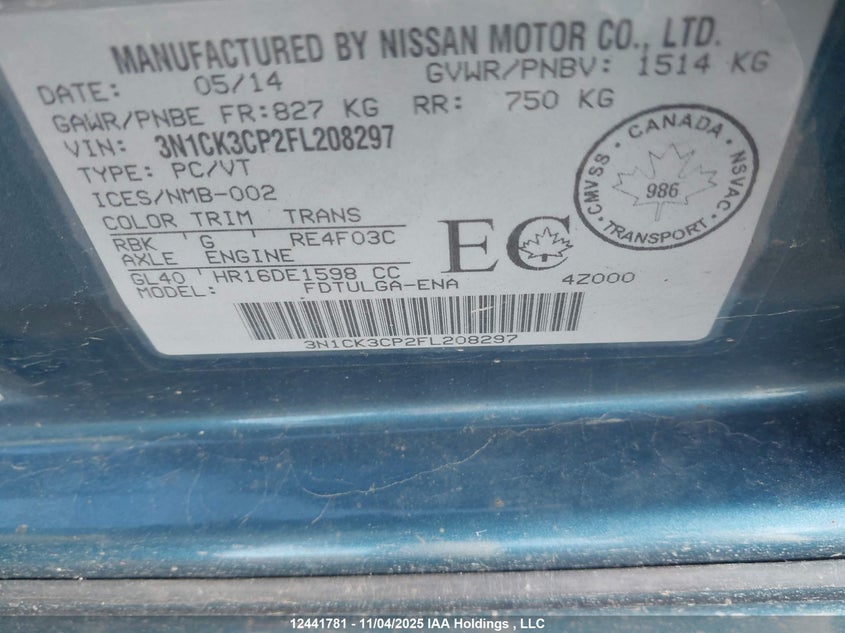 MANUFACTURED BY NISSAN MOTOR CO., LTD.
DATE: 05/14 GVWR/PNBV: 1514 KG
GAWR/PNBE FR:827 KG RR: 750 KG
VIN: 3N1CK3CP2FL208297
TYPE: PC/VT
ICES/NMB-002
COLOR TRIM TRANS
RBK G RE4F03C
AXLE ENGINE
GL40 HR16DE1598 CC
MODEL: FDTULGA-ENA 4Z000
EC
CANADA
CMVSS NSVAC
986
TRANSPORT
3N1CK3CP2FL208297
12441781 - 11/04/2025 IAA Holdings , LLC